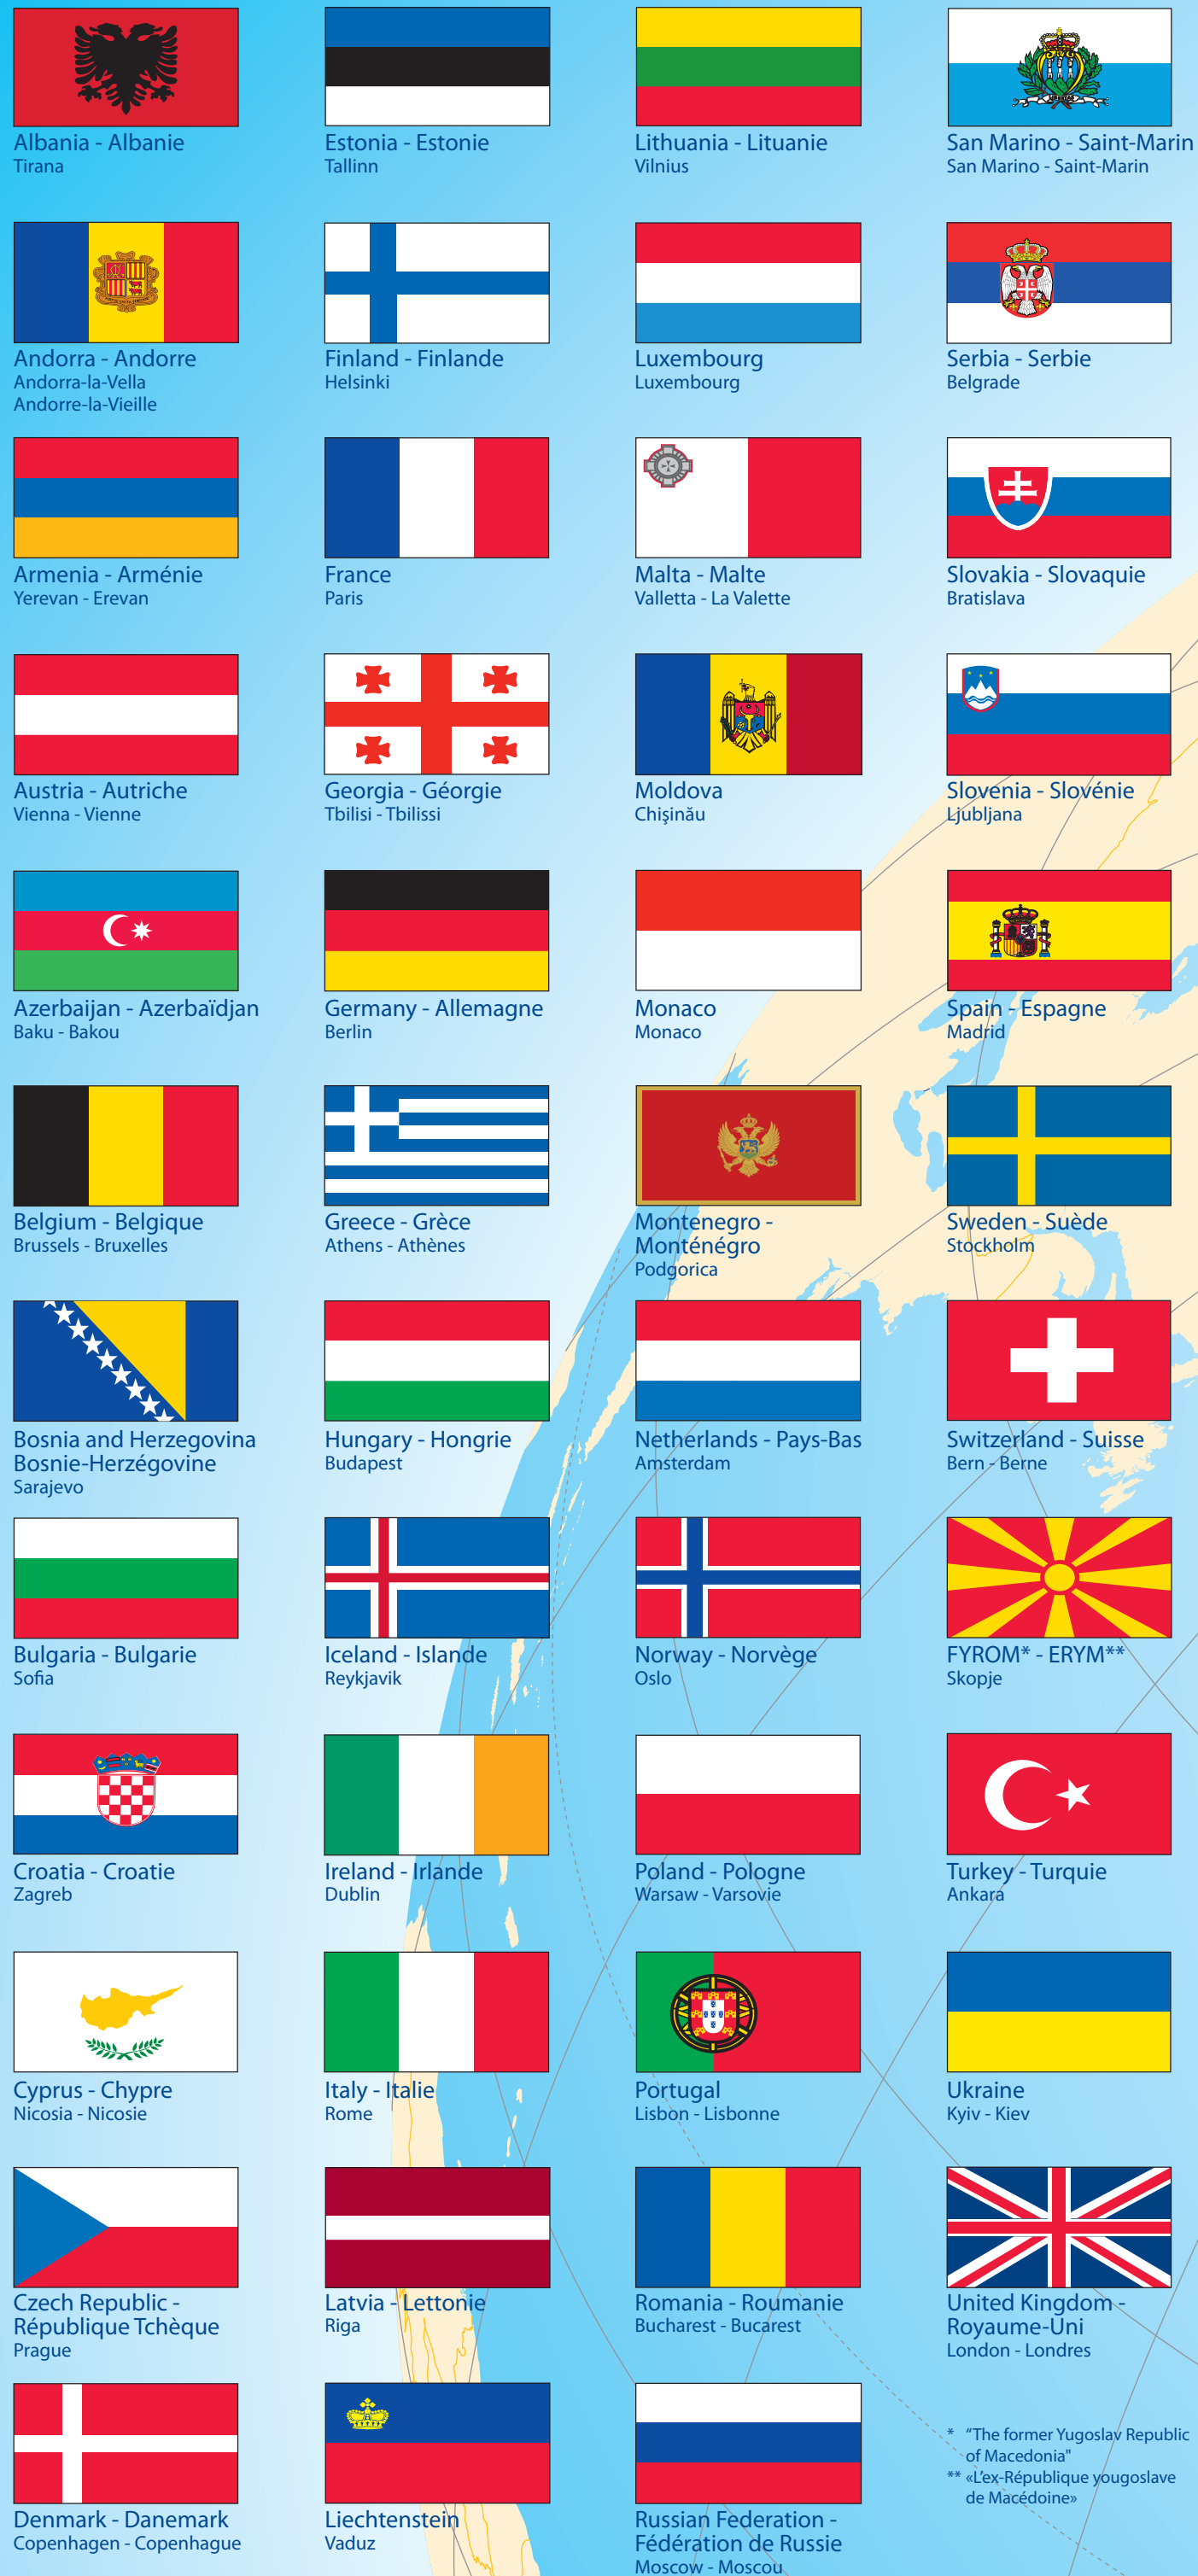 Albania - Albanie
Tirana
Estonia - Estonie
Tallinn
Lithuania - Lituanie
Vilnius
San Marino - Saint-Marin
San Marino - Saint-Marin
Andorra - Andorre
Andorra-la-Vella
Andorre-la-Vieille
Finland - Finlande
Helsinki
Luxembourg
Luxembourg
Serbia - Serbie
Belgrade
Armenia - Arménie
Yerevan - Erevan
France
Paris
Malta - Malte
Valletta - La Valette
Slovakia - Slovaquie
Bratislava
Austria - Autriche
Vienna - Vienne
Georgia - Géorgie
Tbilisi - Tbilissi
Moldova
Chişinău
Slovenia - Slovénie
Ljubljana
Azerbaijan - Azerbaïdjan
Baku - Bakou
Germany - Allemagne
Berlin
Monaco
Monaco
Spain - Espagne
Madrid
Belgium - Belgique
Brussels - Bruxelles
Greece - Grèce
Athens - Athènes
Montenegro -
Monténégro
Podgorica
Sweden - Suède
Stockholm
Bosnia and Herzegovina
Bosnie-Herzégovine
Sarajevo
Hungary - Hongrie
Budapest
Netherlands - Pays-Bas
Amsterdam
Switzerland - Suisse
Bern - Berne
Bulgaria - Bulgarie
Sofia
Iceland - Islande
Reykjavik
Norway - Norvège
Oslo
FYROM* - ERYM**
Skopje
Croatia - Croatie
Zagreb
Ireland - Irlande
Dublin
Poland - Pologne
Warsaw - Varsovie
Turkey - Turquie
Ankara
Cyprus - Chypre
Nicosia - Nicosie
Italy - Italie
Rome
Portugal
Lisbon - Lisbonne
Ukraine
Kyiv - Kiev
Czech Republic -
République Tchèque
Prague
Latvia - Lettonie
Riga
Romania - Roumanie
Bucharest - Bucarest
United Kingdom -
Royaume-Uni
London - Londres
Denmark - Danemark
Copenhagen - Copenhague
Liechtenstein
Vaduz
Russian Federation -
Fédération de Russie
Moscow - Moscou
* “The former Yugoslav Republic
of Macedonia"
** «L’ex-République yougoslave
de Macédoine»